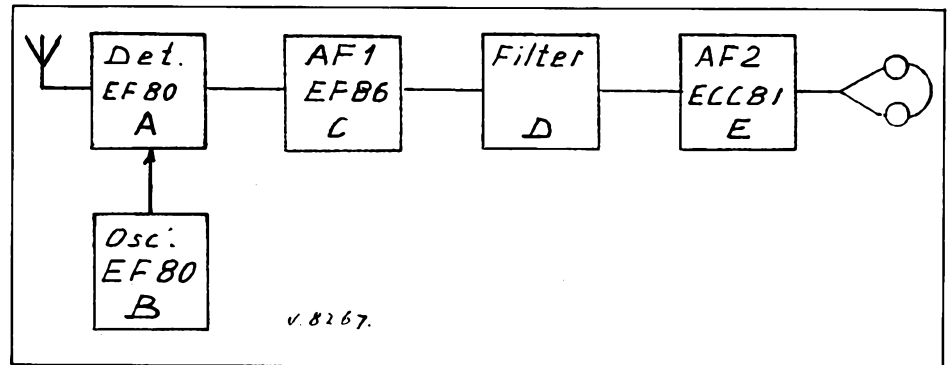 Det.
EF80
A
AF1
EF86
C
Filter
D
AF2
ECC81
E
Osc.
EF80
B
v.8267.